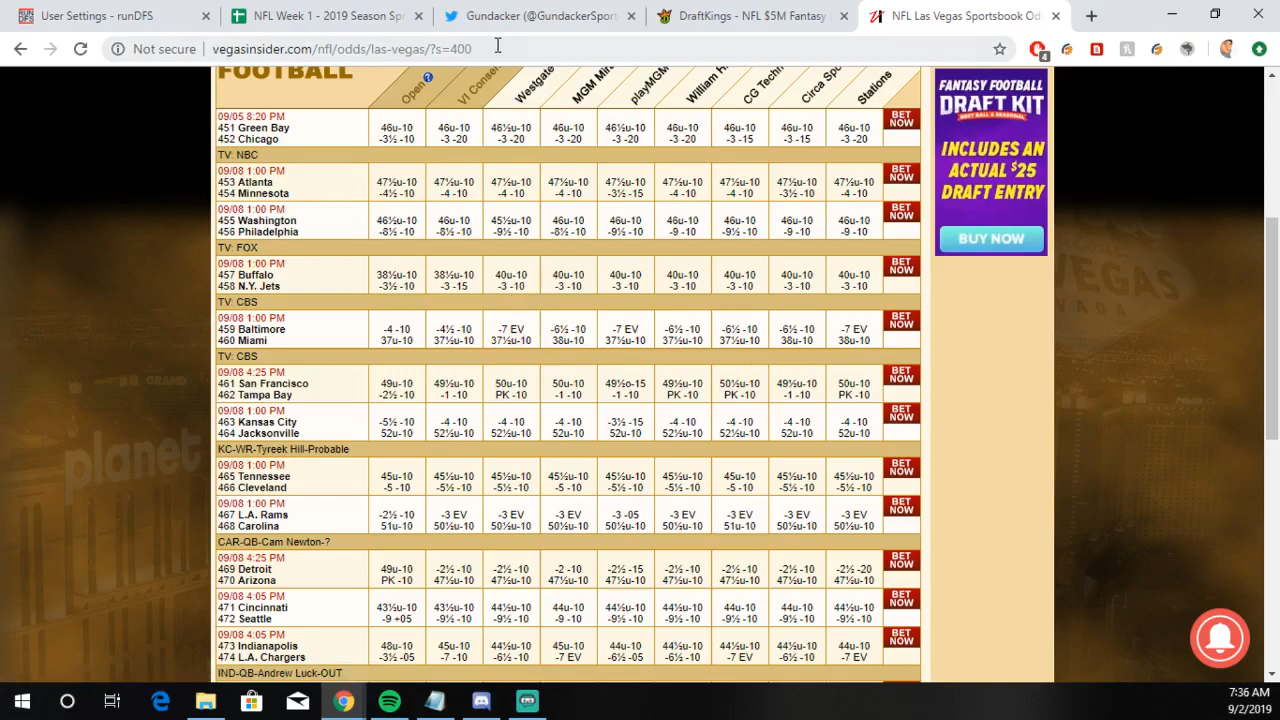 User Settings - runDFS
NFL Week 1 - 2019 Season Spr
Gundacker (@GundackerSport
DraftKings - NFL $5M Fantasy
NFL Las Vegas Sportsbook Od
Not secure
vegasinsider.com/nfl/odds/las-vegas/?s=400
4
FOOTBALL
Open ?
VI Consen
Westgate
MGM Mir
playMGM
William H
CG Techn
Circa Spo
Stations
09/05 8:20 PM
451 Green Bay 46u-10 46u-10 46½u-10 46u-10 46½u-10 46u-10 46u-10 46u-10 46u-10
452 Chicago -3½ -10 -3 -20 -3 -20 -3 -20 -3 -20 -3 -20 -3 -15 -3 -15 -3 -20
BET NOW
TV: NBC
09/08 1:00 PM
453 Atlanta 47½u-10 47½u-10 47½u-10 47½u-10 47½u-10 47½u-10 47½u-10 47½u-10 47½u-10
454 Minnesota -4½ -10 -4 -10 -4 -10 -4 -10 -3½ -15 -4 -10 -4 -10 -3½ -10 -4 -10
BET NOW
09/08 1:00 PM
455 Washington 46½u-10 46u-10 45½u-10 46u-10 46u-10 46u-10 46u-10 46u-10 46u-10
456 Philadelphia -8½ -10 -8½ -10 -9½ -10 -8½ -10 -9½ -10 -9 -10 -9½ -10 -9 -10 -9 -10
BET NOW
TV: FOX
09/08 1:00 PM
457 Buffalo 38½u-10 38½u-10 40u-10 40u-10 40u-10 40u-10 40u-10 40u-10 40u-10
458 N.Y. Jets -3½ -10 -3 -15 -3 -10 -3 -10 -3 -10 -3 -10 -3 -10 -3 -10 -3 -10
BET NOW
TV: CBS
09/08 1:00 PM
459 Baltimore -4 -10 -4½ -10 -7 EV -6½ -10 -7 EV -6½ -10 -6½ -10 -6½ -10 -7 EV
460 Miami 37u-10 37½u-10 37½u-10 38u-10 37½u-10 37½u-10 37½u-10 38u-10 38u-10
BET NOW
TV: CBS
09/08 4:25 PM
461 San Francisco 49u-10 49½u-10 50u-10 50u-10 49½o-15 49½u-10 50½u-10 49½u-10 50u-10
462 Tampa Bay -2½ -10 -1 -10 PK -10 -1 -10 -1 -10 PK -10 PK -10 -1 -10 PK -10
BET NOW
09/08 1:00 PM
463 Kansas City -5½ -10 -4 -10 -4 -10 -4 -10 -3½ -15 -4 -10 -4 -10 -4 -10 -4 -10
464 Jacksonville 52u-10 52½u-10 52½u-10 52u-10 52u-10 52½u-10 52½u-10 52u-10 52u-10
BET NOW
KC-WR-Tyreek Hill-Probable
09/08 1:00 PM
465 Tennessee 45u-10 45½u-10 45½u-10 45½u-10 45½u-10 45½u-10 45u-10 45½u-10 45½u-10
466 Cleveland -5 -10 -5½ -10 -5½ -10 -5 -10 -5½ -10 -5½ -10 -5 -10 -5½ -10 -5½ -10
BET NOW
09/08 1:00 PM
467 L.A. Rams -2½ -10 -3 EV -3 EV -3 EV -3 -05 -3 EV -3 EV -3 EV -3 EV
468 Carolina 51u-10 50½u-10 50½u-10 50½u-10 50½u-10 50½u-10 51u-10 50½u-10 50½u-10
BET NOW
CAR-QB-Cam Newton-?
09/08 4:25 PM
469 Detroit 49u-10 -2½ -10 -2½ -10 -2 -10 -2½ -15 -2½ -10 -2½ -10 -2½ -10 -2½ -20
470 Arizona PK -10 47½u-10 47½u-10 47½u-10 47½u-10 47½u-10 47½u-10 47½u-10 47½u-10
BET NOW
09/08 4:05 PM
471 Cincinnati 43½u-10 43½u-10 44½u-10 44u-10 44½u-10 44½u-10 44u-10 44u-10 44½u-10
472 Seattle -9 +05 -9½ -10 -9½ -10 -9 -10 -9½ -10 -9½ -10 -9½ -10 -9½ -10 -9½ -10
BET NOW
09/08 4:05 PM
473 Indianapolis 48u-10 45u-10 44½u-10 45u-10 44u-10 44½u-10 44½u-10 44½u-10 44u-10
474 L.A. Chargers -3½ -05 -7 -10 -6½ -10 -7 EV -6½ -05 -6½ -10 -7 EV -6½ -10 -7 EV
BET NOW
IND-QB-Andrew Luck-OUT
FANTASY FOOTBALL
DRAFT KIT
BEST BALL & SEASONAL
INCLUDES AN
ACTUAL $25
DRAFT ENTRY
BUY NOW
planet
VEGAS
7:36 AM
9/2/2019